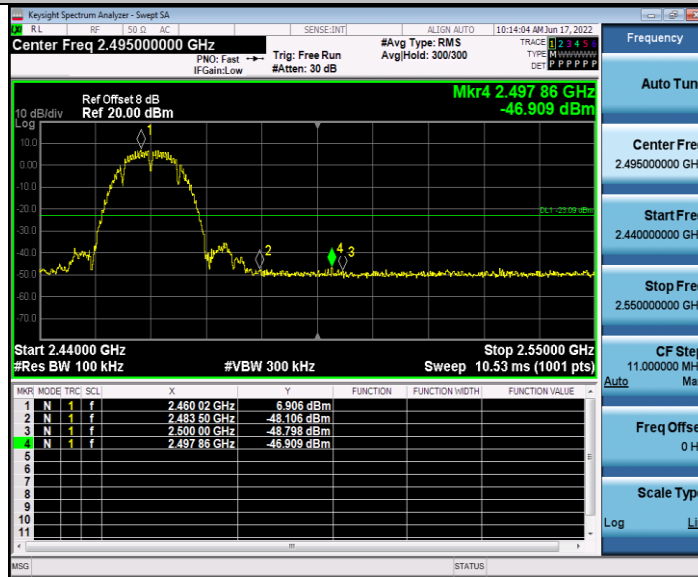 Keysight Spectrum Analyzer - Swept SA
LXI RL RF 50 Ω AC SENSE:INT ALIGN AUTO 10:14:04 AM Jun 17, 2022
Center Freq 2.495000000 GHz #Avg Type: RMS TRACE 1 2 3 4 5 6
PNO: Fast Trig: Free Run Avg|Hold: 300/300 TYPE M WWWWW
IFGain:Low #Atten: 30 dB DET P P P P P P
Frequency
Mkr4 2.497 86 GHz
Ref Offset 8 dB
-46.909 dBm
10 dB/div Ref 20.00 dBm
Log
1
10.0
0.00
-10.0
-20.0
DL1 -23.09 dBm
-30.0
-40.0
2 4 3
-50.0
-60.0
-70.0
Start 2.44000 GHz Stop 2.55000 GHz
#Res BW 100 kHz #VBW 300 kHz Sweep 10.53 ms (1001 pts)
MKR MODE TRC SCL X Y FUNCTION FUNCTION WIDTH FUNCTION VALUE
1 N 1 f 2.460 02 GHz 6.906 dBm
2 N 1 f 2.483 50 GHz -48.106 dBm
3 N 1 f 2.500 00 GHz -48.798 dBm
4 N 1 f 2.497 86 GHz -46.909 dBm
5
6
7
8
9
10
11
MSG STATUS
Auto Tun
Center Fre
2.495000000 GH
Start Fre
2.440000000 GH
Stop Fre
2.550000000 GH
CF Ste
11.000000 MH
Auto Ma
Freq Offse
0 H
Scale Typ
Log Li